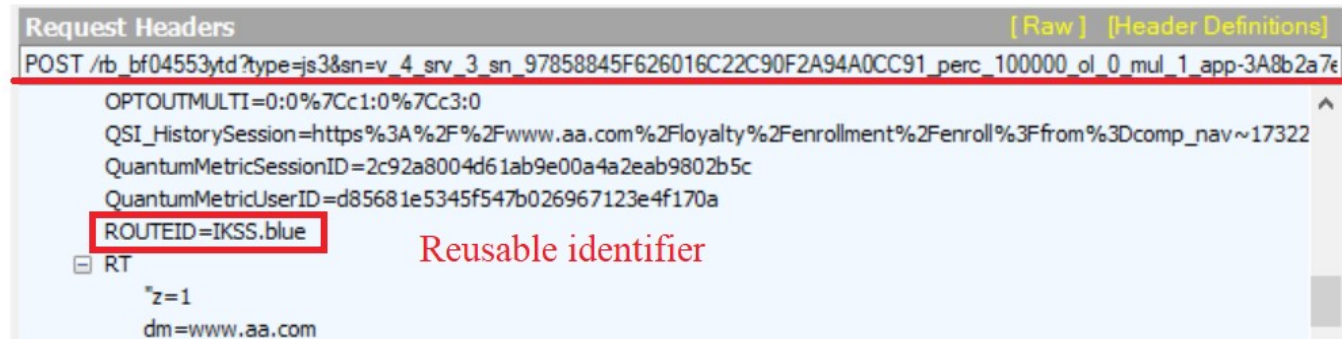 Request Headers [ Raw ] [Header Definitions]
POST /rb_bf04553ytd?type=js3&sn=v_4_srv_3_sn_97858845F626016C22C90F2A94A0CC91_perc_100000_ol_0_mul_1_app-3A8b2a7e
OPTOUTMULTI=0:0%7Cc1:0%7Cc3:0
QSI_HistorySession=https%3A%2F%2Fwww.aa.com%2Floyalty%2Fenrollment%2Fenroll%3Ffrom%3Dcomp_nav~17322
QuantumMetricSessionID=2c92a8004d61ab9e00a4a2eab9802b5c
QuantumMetricUserID=d85681e5345f547b026967123e4f170a
ROUTEID=IKSS.blue
Reusable identifier
RT
"z=1
dm=www.aa.com